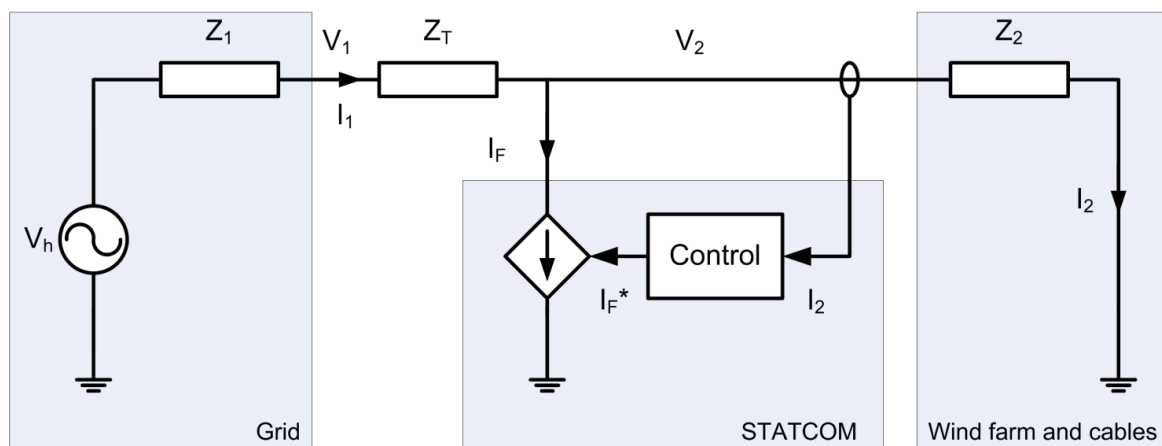 Z1
V1
ZT
V2
Z2
I1
IF
I2
Vh
Control
IF*
I2
Grid
STATCOM
Wind farm and cables